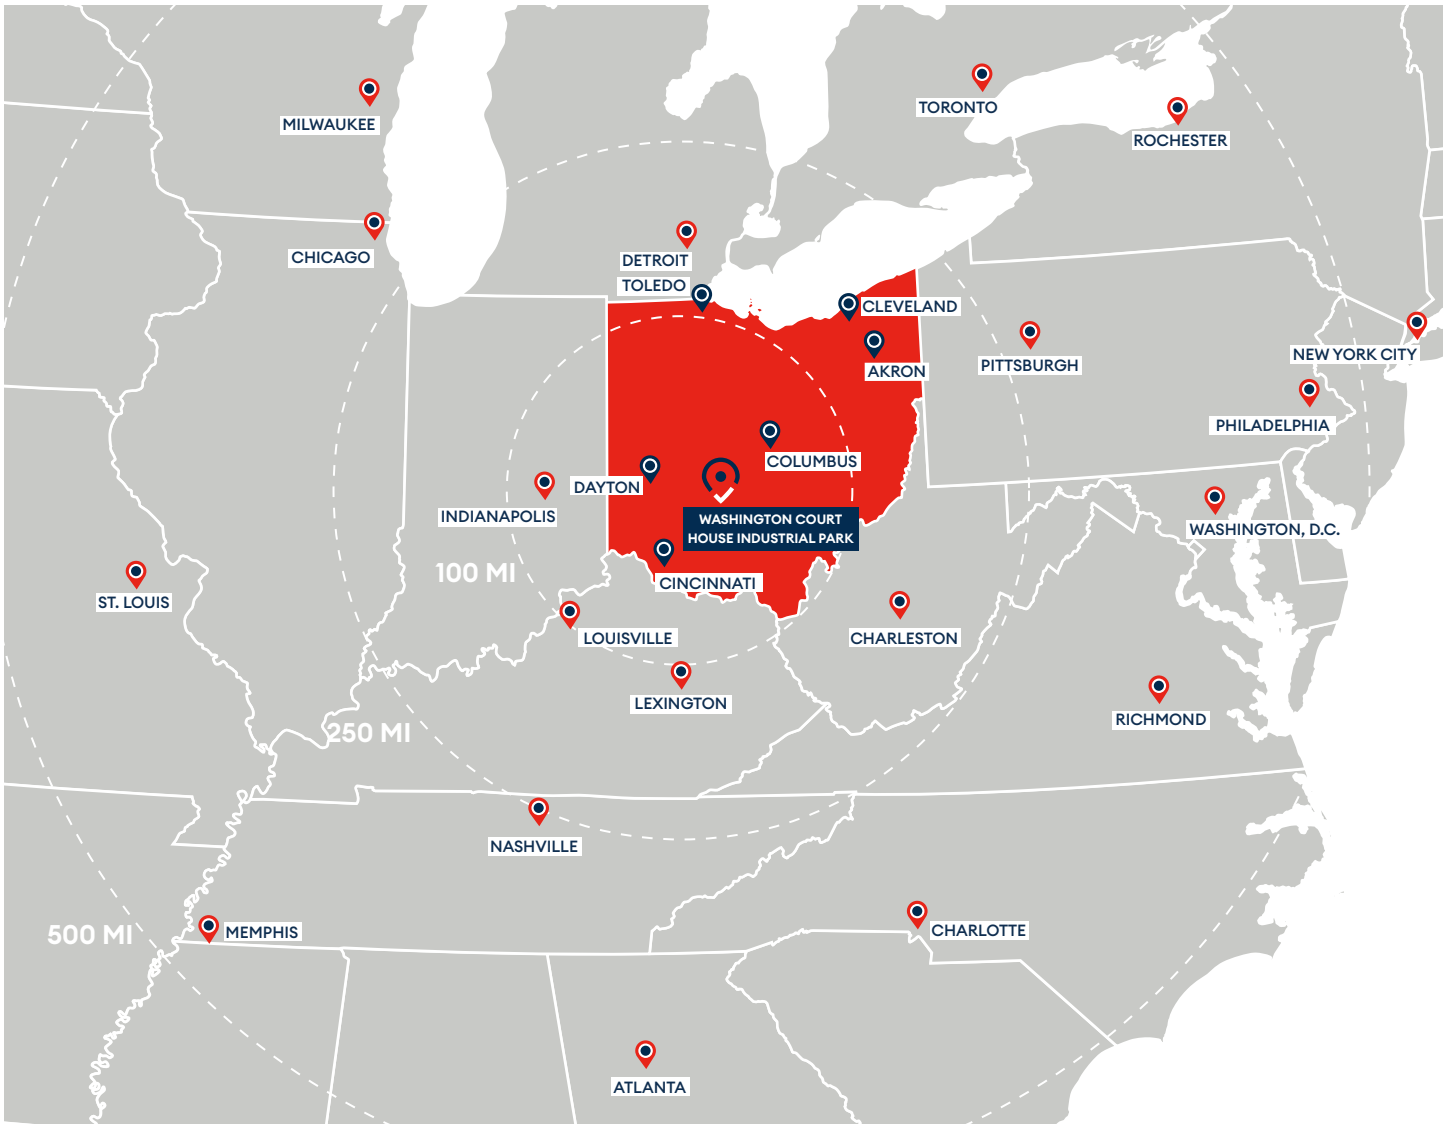 TORONTO
MILWAUKEE
ROCHESTER
CHICAGO
DETROIT
TOLEDO
CLEVELAND
NEW YORK CITY
PITTSBURGH
AKRON
PHILADELPHIA
COLUMBUS
DAYTON
INDIANAPOLIS
WASHINGTON COURT
HOUSE INDUSTRIAL PARK
WASHINGTON, D.C.
100 MI
CINCINNATI
ST. LOUIS
LOUISVILLE
CHARLESTON
LEXINGTON
RICHMOND
250 MI
NASHVILLE
MEMPHIS
CHARLOTTE
500 MI
ATLANTA